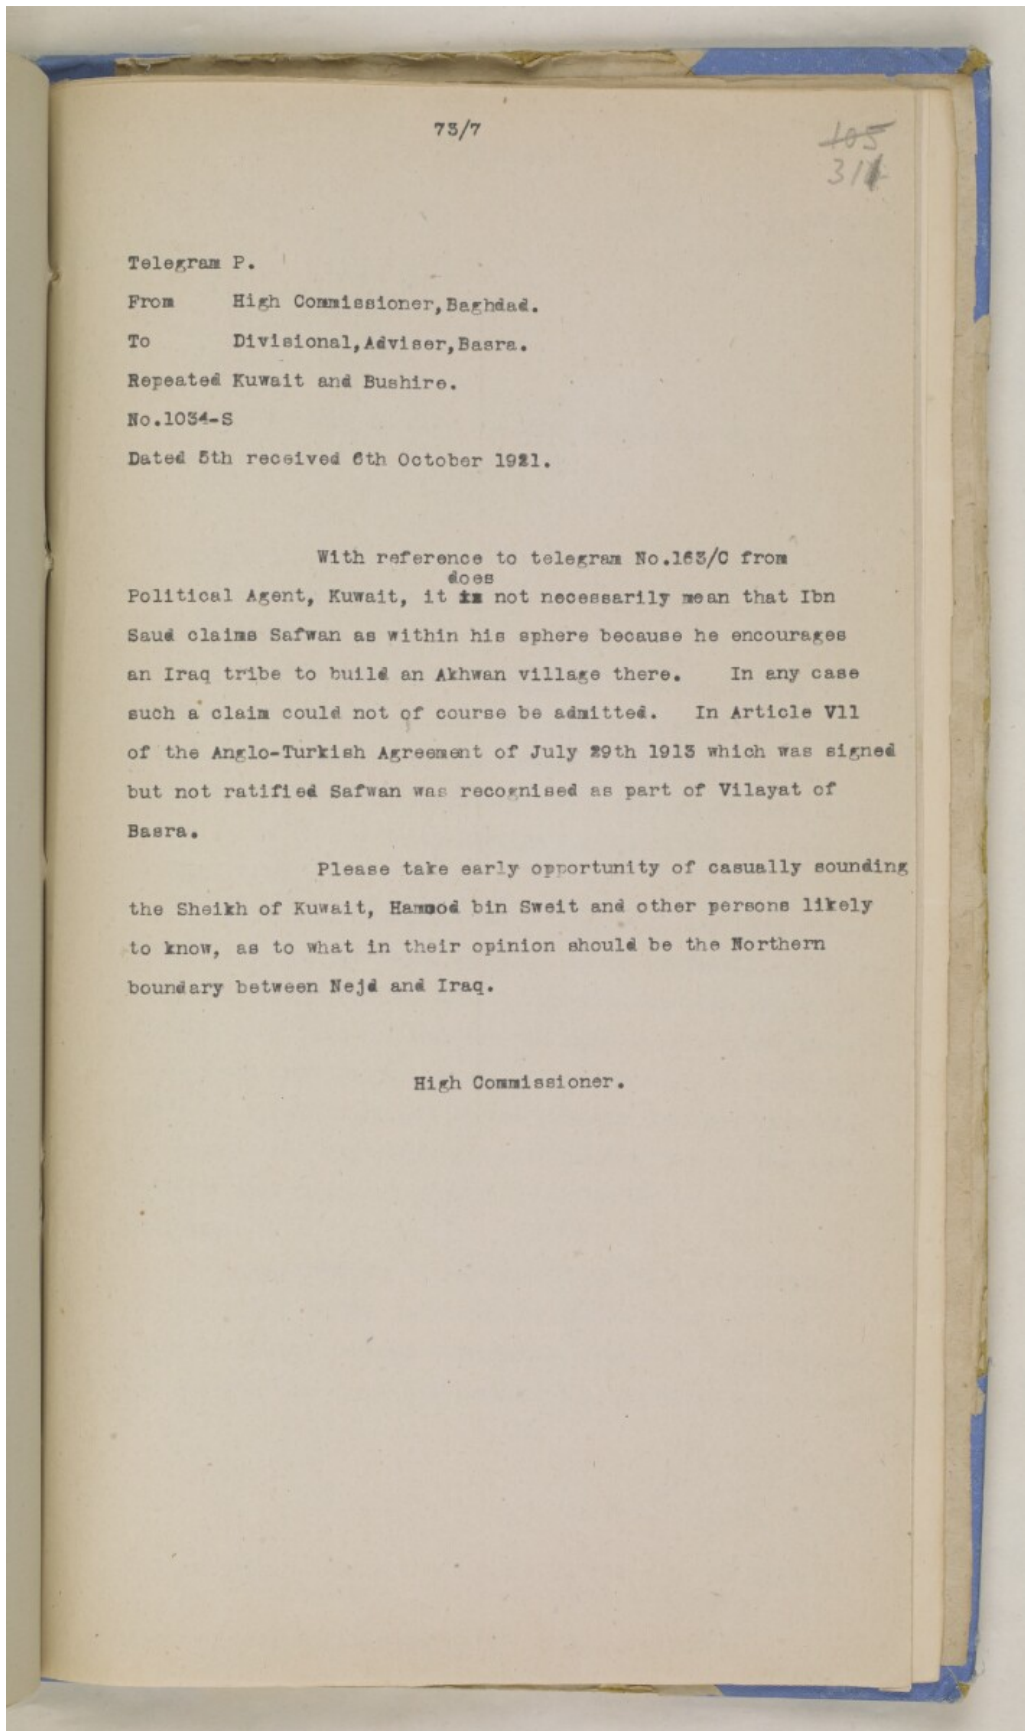 73/7
105
311
Telegram P.
From High Commissioner,Baghdad.
To Divisional,Adviser,Basra.
Repeated Kuwait and Bushire.
No.1034-S
Dated 5th received 6th October 1921.
With reference to telegram No.163/C from
does
Political Agent, Kuwait, it is not necessarily mean that Ibn
Saud claims Safwan as within his sphere because he encourages
an Iraq tribe to build an Akhwan village there. In any case
such a claim could not of course be admitted. In Article V11
of the Anglo-Turkish Agreement of July 29th 1913 which was signed
but not ratified Safwan was recognised as part of Vilayat of
Basra.
Please take early opportunity of casually sounding
the Sheikh of Kuwait, Hammod bin Sweit and other persons likely
to know, as to what in their opinion should be the Northern
boundary between Nejd and Iraq.
High Commissioner.